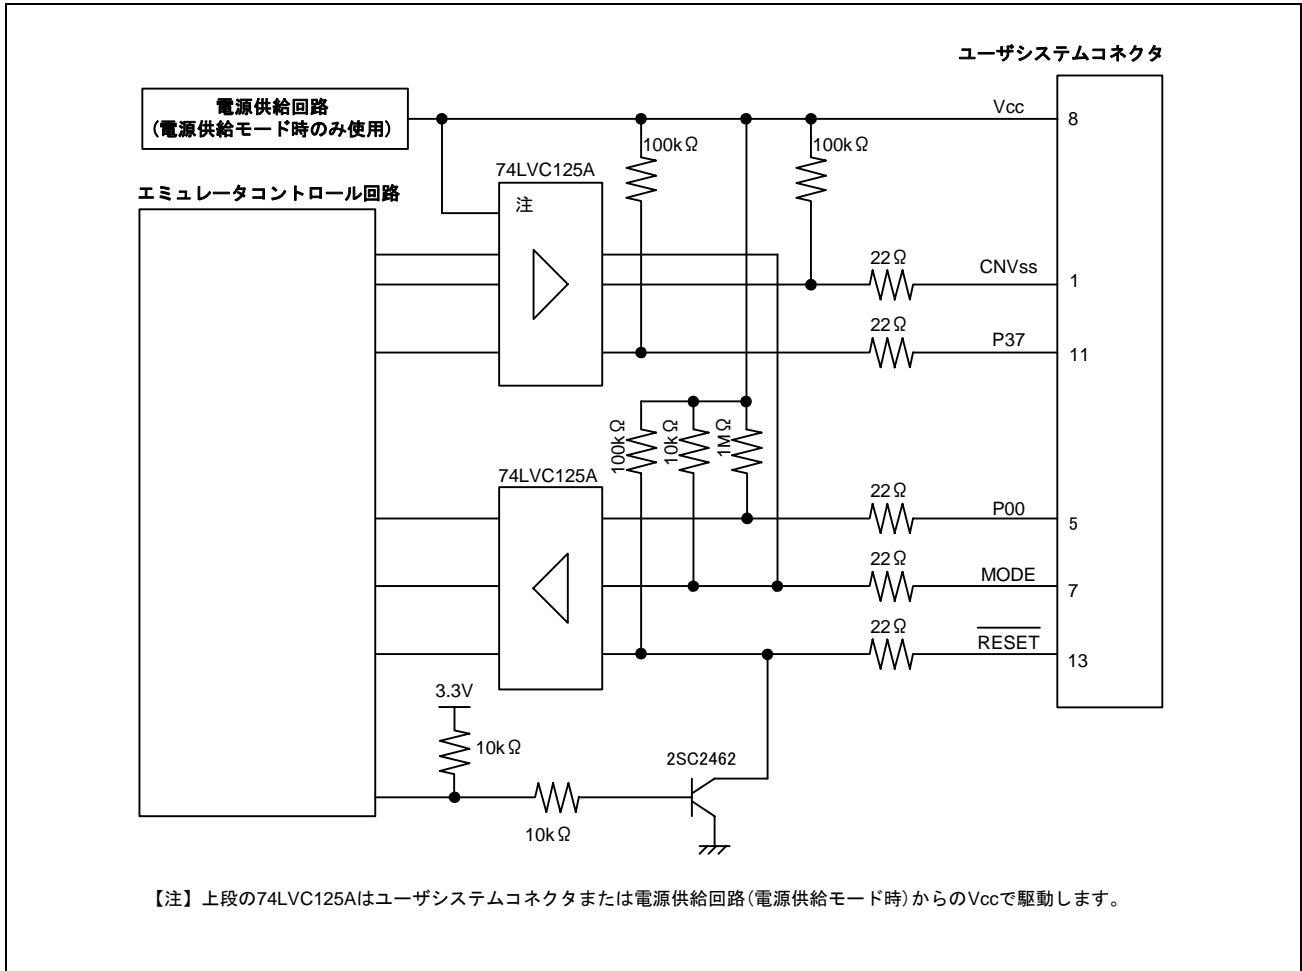 ユーザシステムコネクタ
電源供給回路
(電源供給モード時のみ使用)
Vcc
8
100kΩ
100kΩ
74LVC125A
エミュレータコントロール回路
注
22Ω
CNVss
1
22Ω
P37
11
100kΩ
10kΩ
1MΩ
74LVC125A
22Ω
P00
5
22Ω
MODE
7
22Ω
RESET
13
3.3V
10kΩ
2SC2462
10kΩ
【注】上段の74LVC125Aはユーザシステムコネクタまたは電源供給回路(電源供給モード時)からのVccで駆動します。